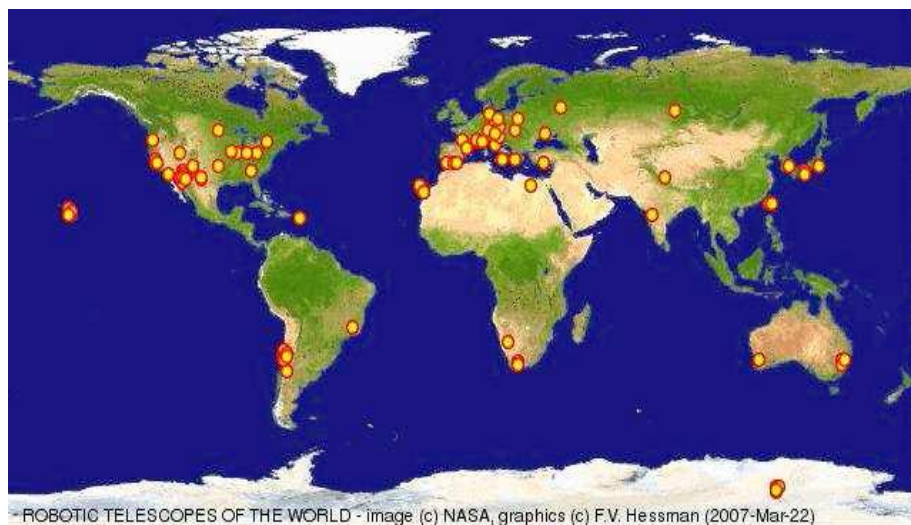 - ROBOTIC TELESCOPES OF THE WORLD - image (c) NASA, graphics (c) F.V. Hessman (2007-Mar-22)